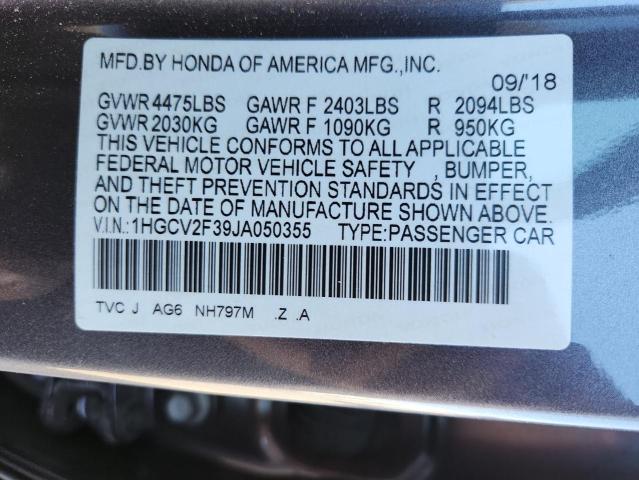 MFD.BY HONDA OF AMERICA MFG.,INC.
09/'18
GVWR 4475LBS GAWR F 2403LBS R 2094LBS
GVWR 2030KG GAWR F 1090KG R 950KG
THIS VEHICLE CONFORMS TO ALL APPLICABLE
FEDERAL MOTOR VEHICLE SAFETY , BUMPER,
AND THEFT PREVENTION STANDARDS IN EFFECT
ON DATE OF MANUFACTURE SHOWN ABOVE.
V.I.N.:1HGCV2F39JA050355 TYPE:PASSENGER CAR
TVC J AG6 NH797M .Z .A